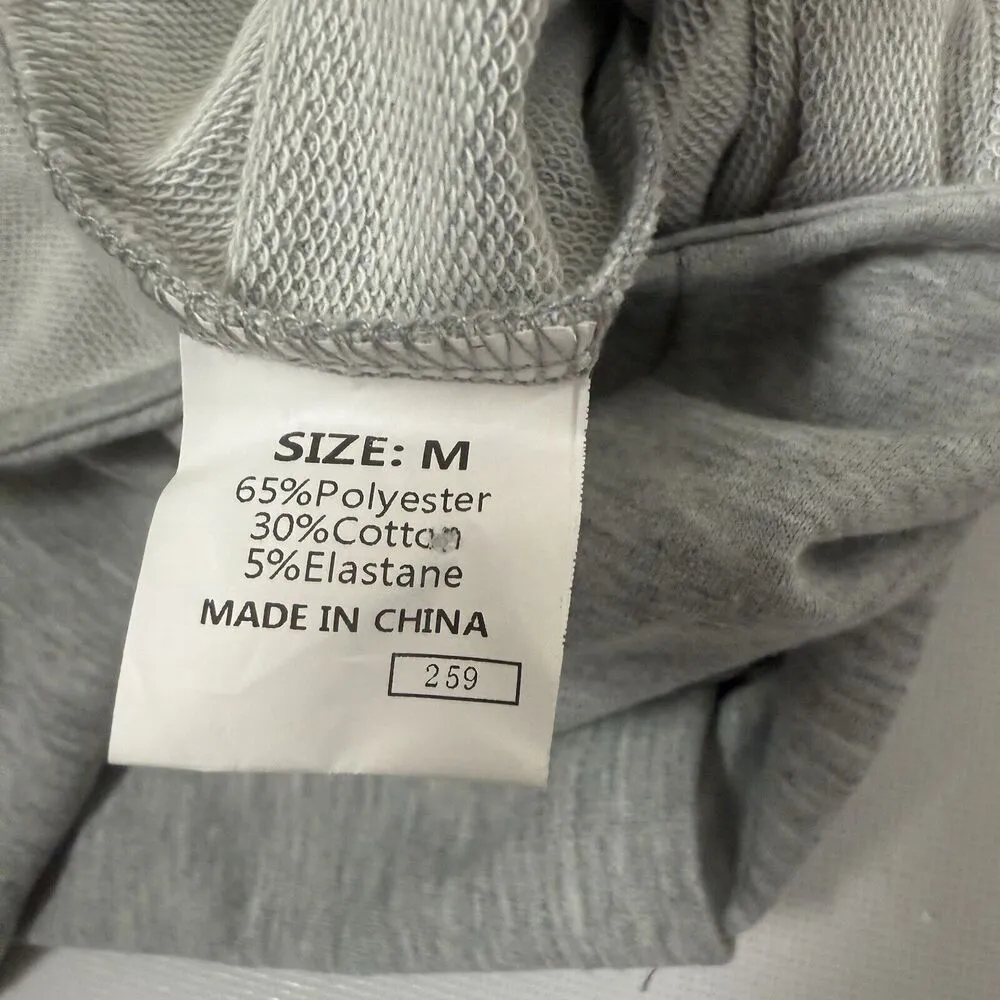 SIZE: M
65%Polyester
30%Cotton
5%Elastane
MADE IN CHINA
259